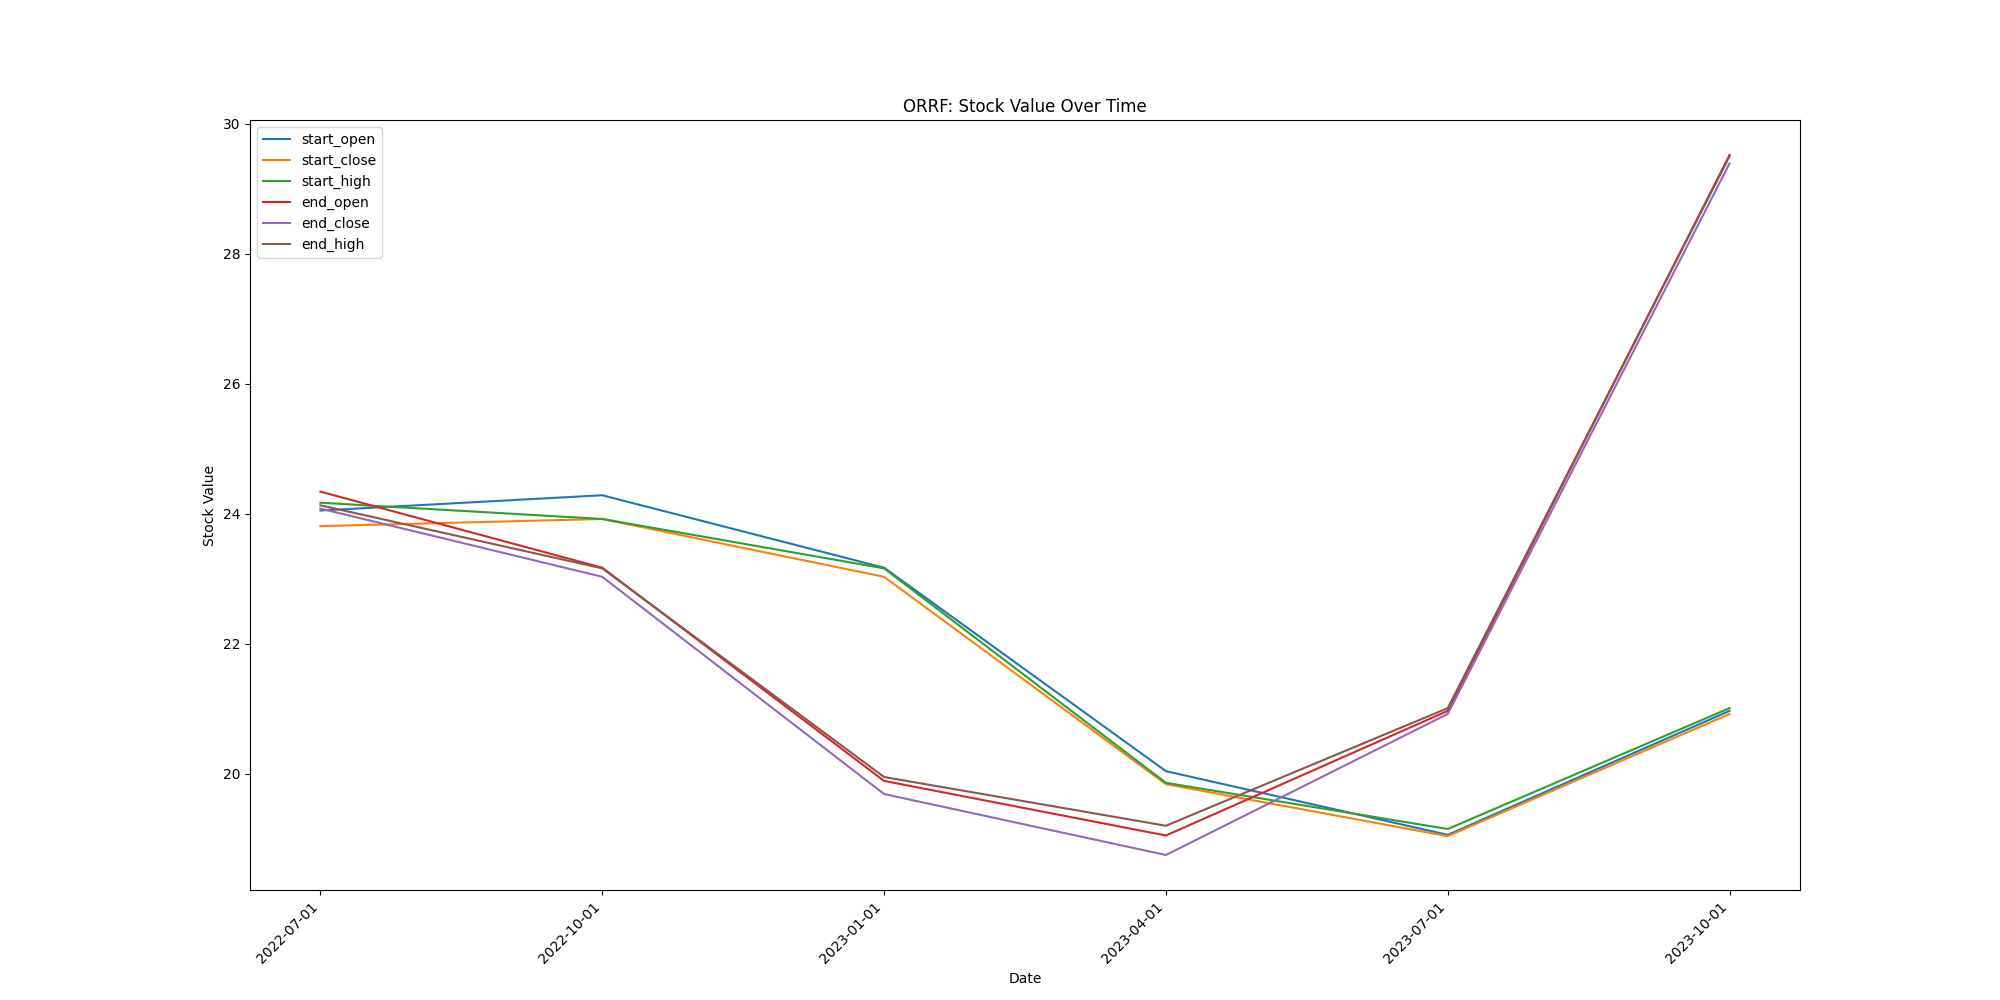 ORRF: Stock Value Over Time
30
28
26
24
22
20
Stock Value
start_open
start_close
start_high
end_open
end_close
end_high
2022-07-01
2022-10-01
2023-01-01
2023-04-01
2023-07-01
2023-10-01
Date